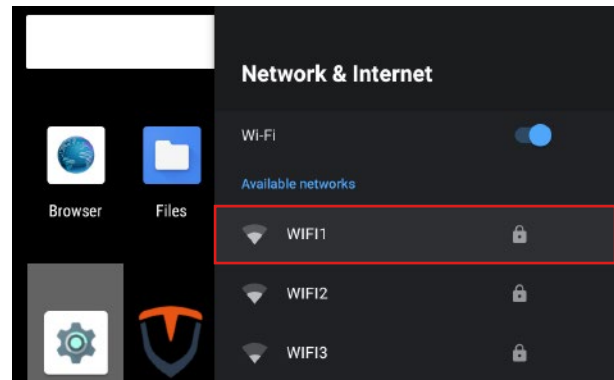 Network & Internet
Wi-Fi
Available networks
Browser
Files
WIFI1
WIFI2
WIFI3